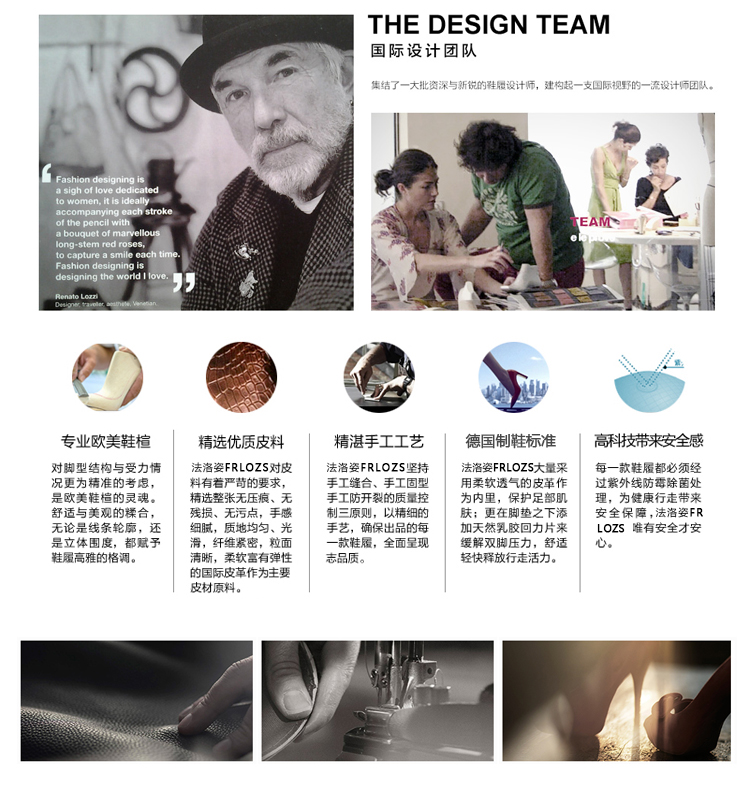 THE DESIGN TEAM
国际设计团队
集结了一大批资深与新锐的鞋履设计师，建构起一支国际视野的一流设计师团队。
“Fashion designing is
a sigh of love dedicated
to women, it is ideally
accompanying each stroke
of the pencil with
a bouquet of marvellous
long-stem red roses,
to capture a smile each time.
Fashion designing is
designing the world I love.”
Renato Lozzi
Designer, traveller, aesthete, Venetian.
TEAM
专业欧美鞋楦
对脚型结构与受力情
况更为精准的考虑，
是欧美鞋楦的灵魂。
舒适与美观的糅合，
无论是线条轮廓，还
是立体围度，都赋予
鞋履高雅的格调。
精选优质皮料
法洛姿FRLOZS对皮
料有着严苛的要求，
精选整张无压痕、无
残损、无污点，手感
细腻，质地均匀、光
滑，纤维紧密，粒面
清晰，柔软富有弹性
的国际皮革作为主要
皮材原料。
精湛手工工艺
法洛姿FRLOZS坚持
手工缝合、手工固型
手工防开裂的质量控
制三原则，以精细的
手艺，确保出品的每
一款鞋履，全面呈现
志品质。
德国制鞋标准
法洛姿FRLOZS大量采
用柔软透气的皮革作
为内里，保护足部肌
肤；更在脚垫之下添
加天然乳胶回力片来
缓解双脚压力，舒适
轻快释放行走活力。
紫
高科技带来安全感
每一款鞋履都必须经
过紫外线防霉除菌处
理，为健康行走带来
安全保障,法洛姿FR
LOZS 唯有安全才安
心。